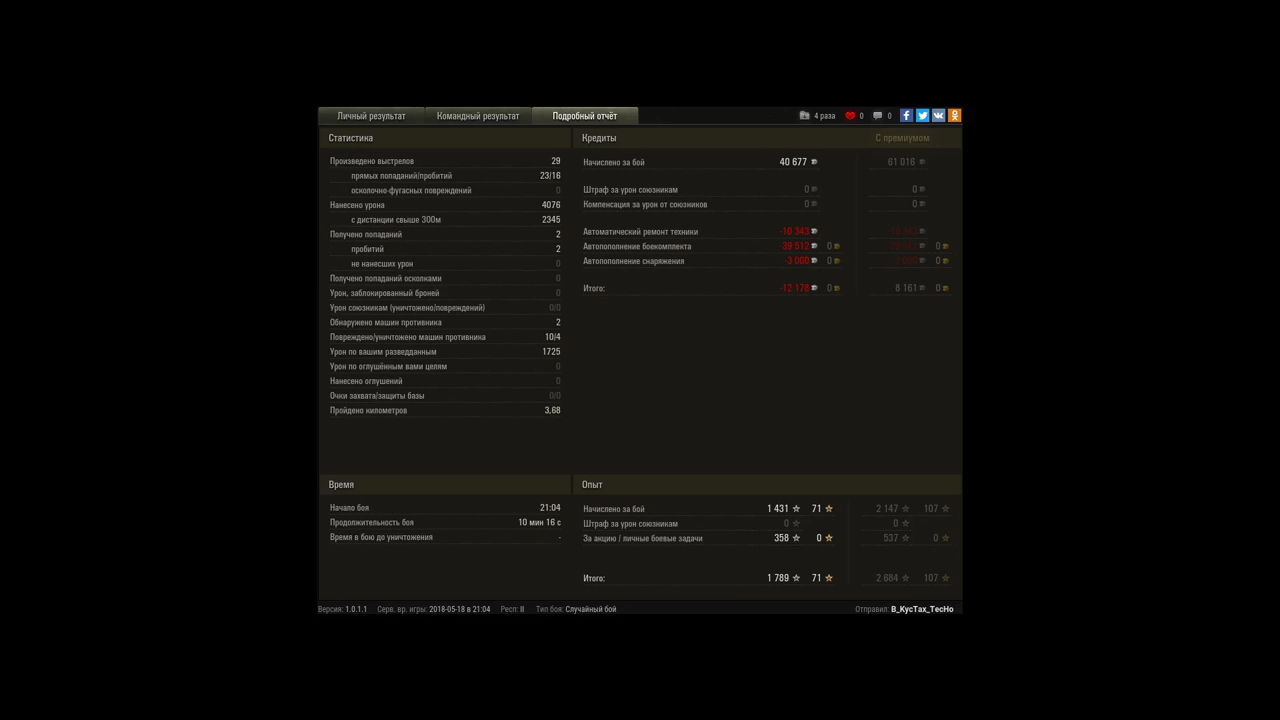 Личный результат Командный результат Подробный отчёт 4 раза 0 0
Статистика
Произведено выстрелов 29
прямых попаданий/пробитий 23/16
осколочно-фугасных повреждений 0
Нанесено урона 4076
с дистанции свыше 300м 2345
Получено попаданий 2
пробитий 2
не нанесших урон 0
Получено попаданий осколками 0
Урон, заблокированный броней 0
Урон союзникам (уничтожено/повреждений) 0/0
Обнаружено машин противника 2
Повреждено/уничтожено машин противника 10/4
Урон по вашим разведданным 1725
Урон по оглушённым вами целям 0
Нанесено оглушений 0
Очки захвата/защиты базы 0/0
Пройдено километров 3,68
Кредиты С премиумом
Начислено за бой 40 677 61 016
Штраф за урон союзникам 0 0
Компенсация за урон от союзников 0 0
Автоматический ремонт техники -10 343
Автопополнение боекомплекта -39 512 0 0
Автопополнение снаряжения -3 000 0 0
Итого: -12 178 0 8 161 0
Время
Начало боя 21:04
Продолжительность боя 10 мин 16 с
Время в бою до уничтожения -
Опыт
Начислено за бой 1 431 71 2 147 107
Штраф за урон союзникам 0 0
За акцию / личные боевые задачи 358 0 537 0
Итого: 1 789 71 2 684 107
Версия: 1.0.1.1 Серв. вр. игры: 2018-05-18 в 21:04 Респ: II Тип боя: Случайный бой Отправил: B_KycTax_TecHo